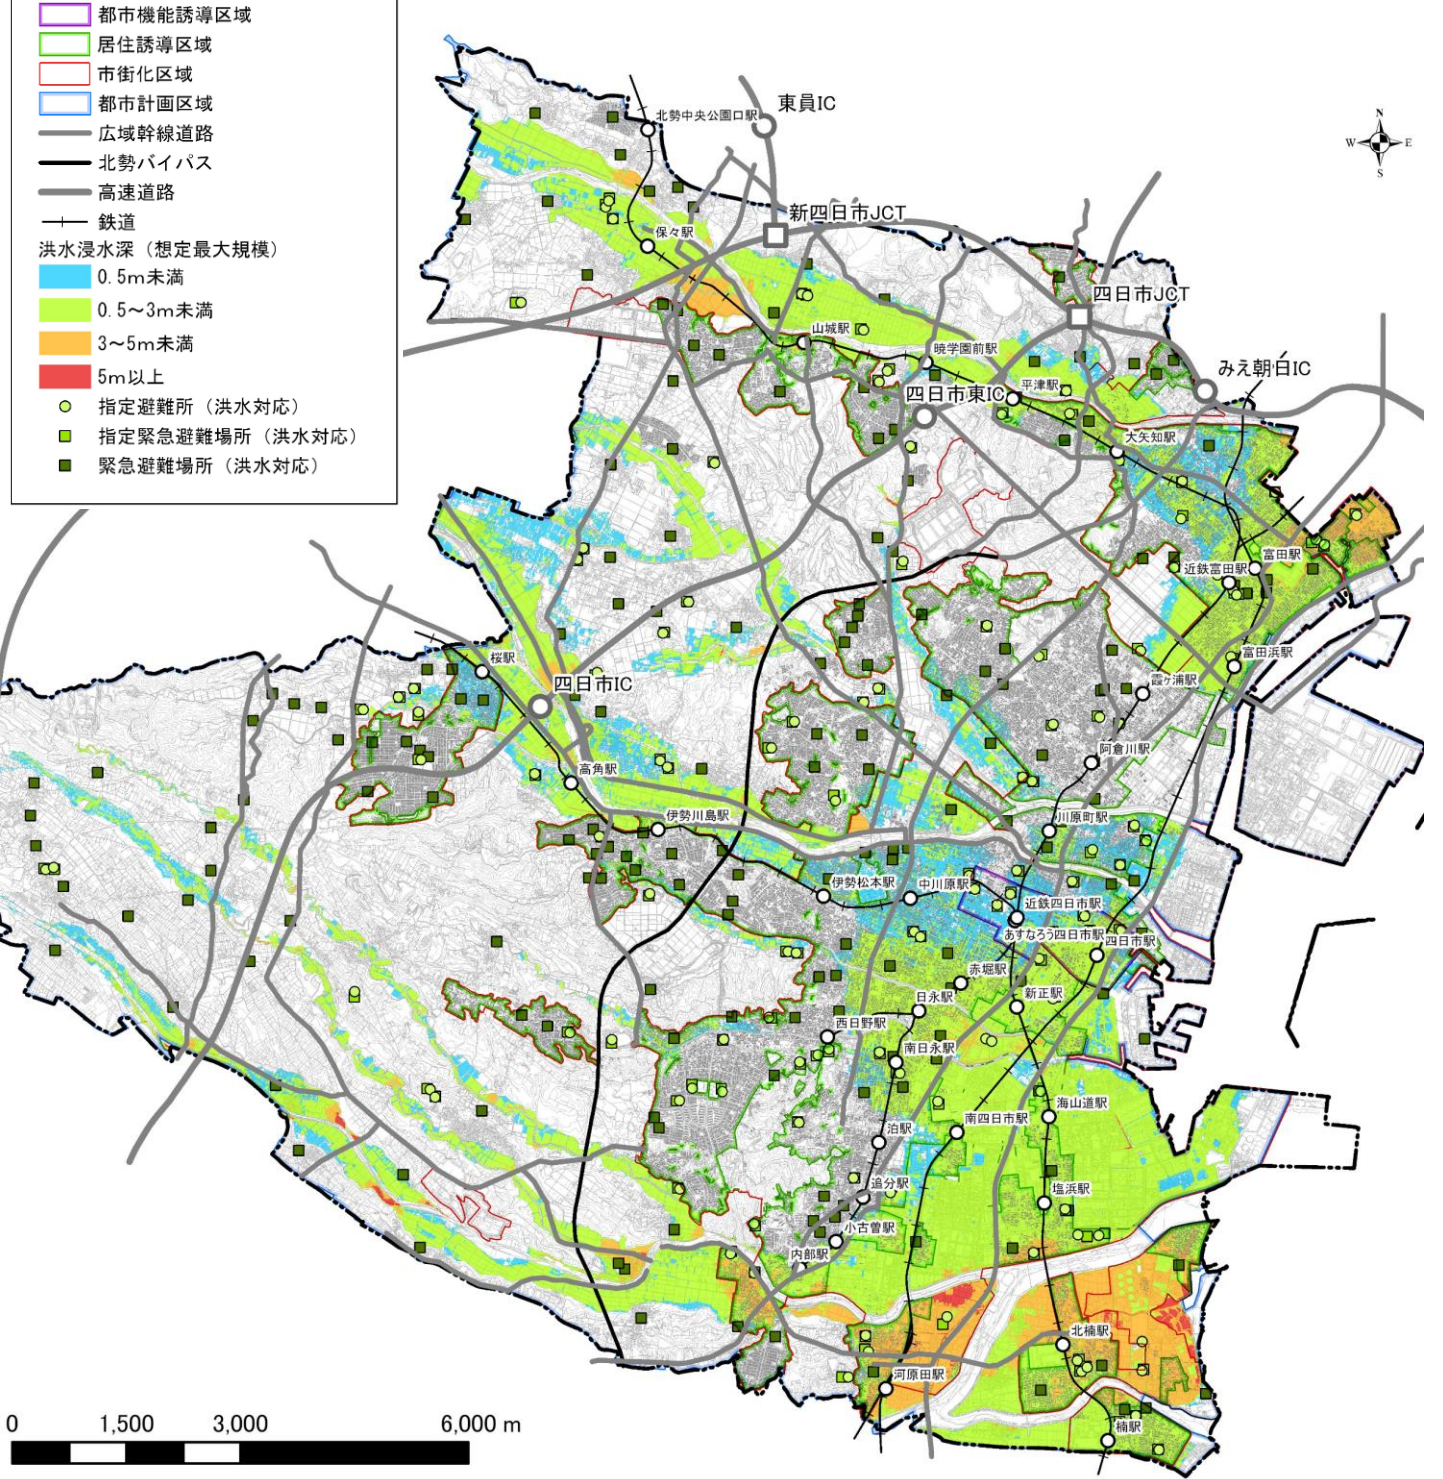 都市機能誘導区域
居住誘導区域
市街化区域
都市計画区域
広域幹線道路
北勢バイパス
高速道路
鉄道
洪水浸水深（想定最大規模）
0.5m未満
0.5～3m未満
3～5m未満
5m以上
指定避難所（洪水対応）
指定緊急避難場所（洪水対応）
緊急避難場所（洪水対応）
北勢中央公園口駅
東員IC
N
W
E
S
新四日市JCT
保々駅
四日市JCT
山城駅
暁学園前駅
みえ朝日IC
平津駅
四日市東IC
大矢知駅
富田駅
近鉄富田駅
富田浜駅
桜駅
四日市IC
霞ヶ浦駅
阿倉川駅
高角駅
伊勢川島駅
川原町駅
伊勢松本駅
中川原駅
近鉄四日市駅
あすなろう四日市駅
四日市駅
赤堀駅
新正駅
日永駅
西日野駅
南日永駅
海山道駅
南四日市駅
泊駅
追分駅
塩浜駅
小古曽駅
内部駅
北楠駅
河原田駅
楠駅
0
1,500
3,000
6,000 m